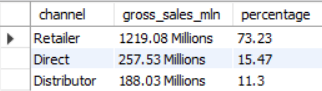 channel gross_sales_mln percentage
Retailer 1219.08 Millions 73.23
Direct 257.53 Millions 15.47
Distributor 188.03 Millions 11.3